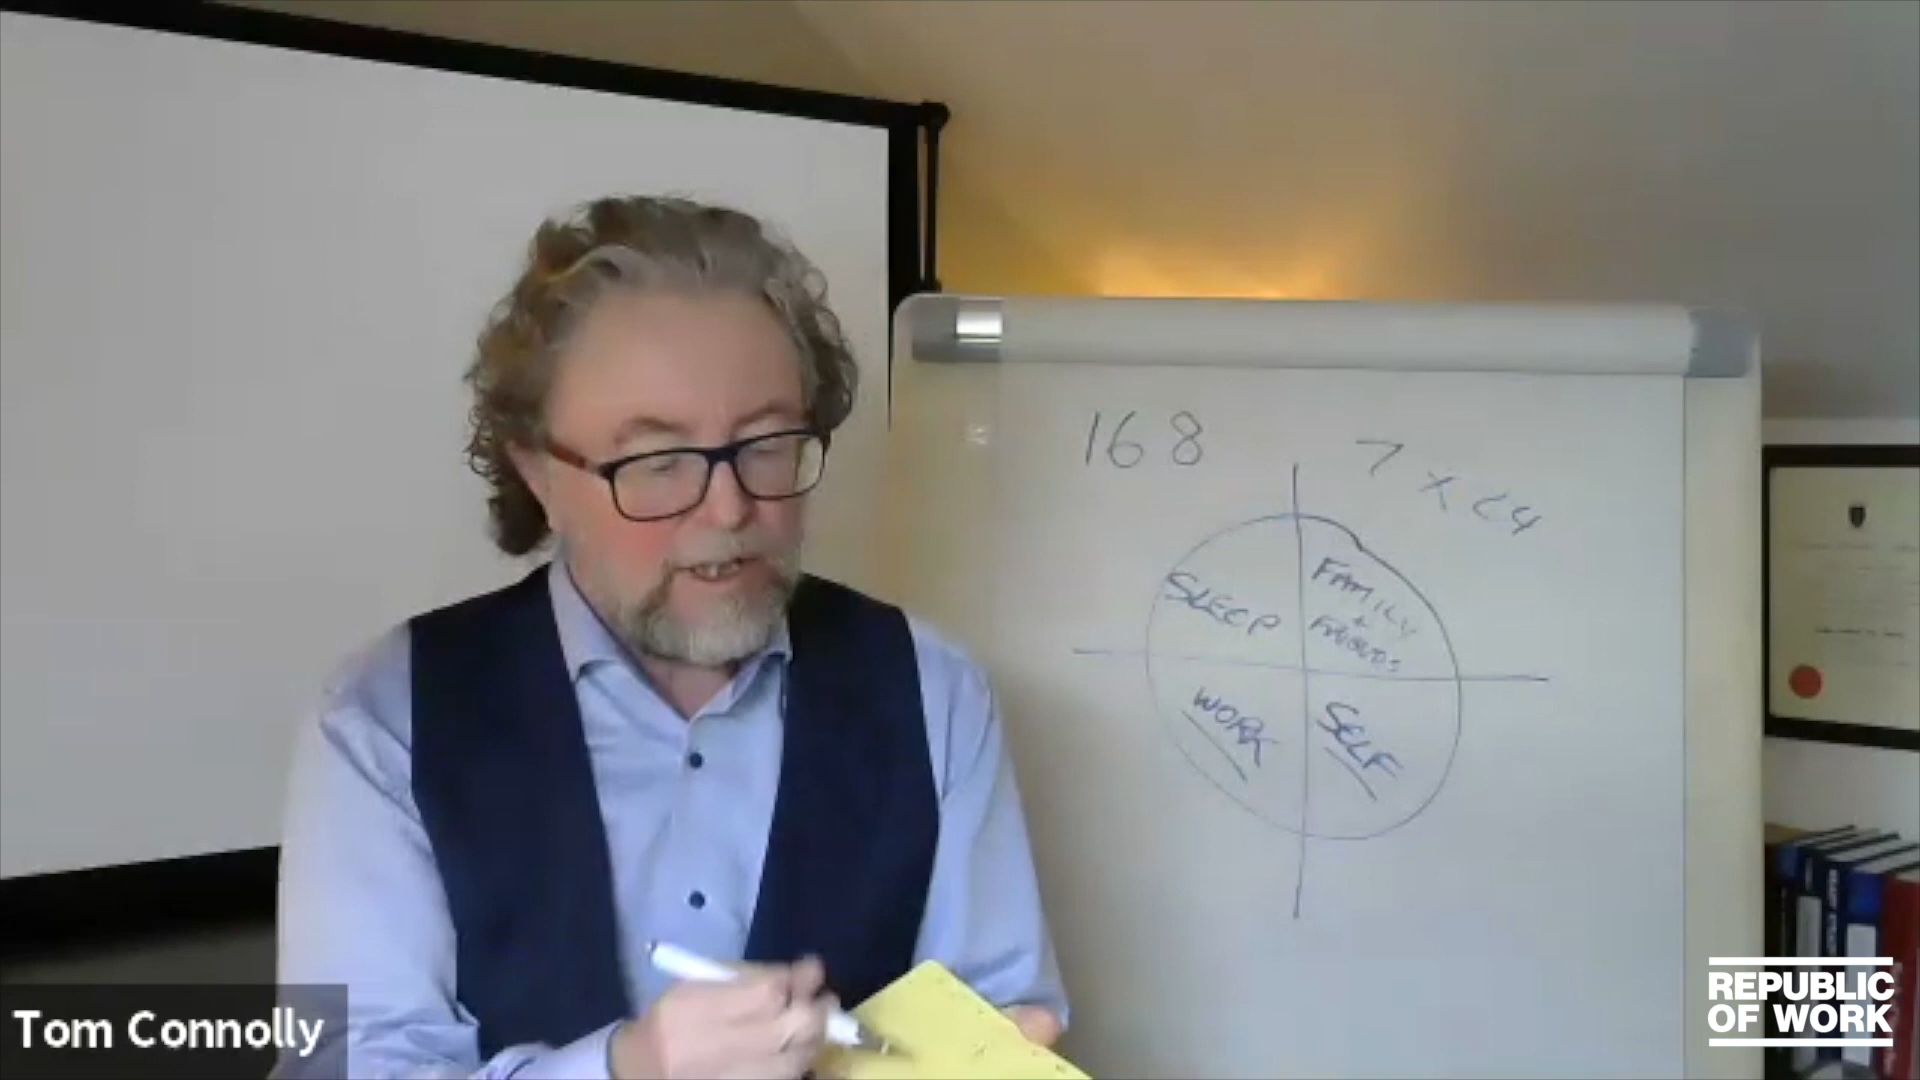 168
7 x 24
SLEEP
FAMILY
+
FRIENDS
WORK
SELF
Tom Connolly
REPUBLIC
OF WORK